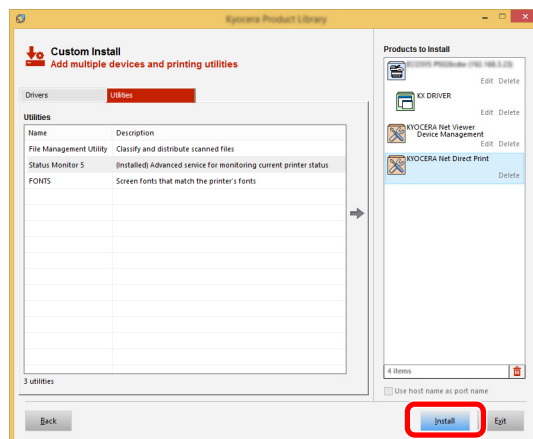 Kyocera Product Library
Custom Install
Add multiple devices and printing utilities
Drivers
Utilities
Utilities
Name Description
File Management Utility Classify and distribute scanned files
Status Monitor 5 (Installed) Advanced service for monitoring current printer status
FONTS Screen fonts that match the printer's fonts
3 utilities
Products to Install
Edit Delete
KX DRIVER
Edit Delete
KYOCERA Net Viewer
Device Management
Edit Delete
KYOCERA Net Direct Print
Delete
4 items
Use host name as port name
Back
Install
Exit